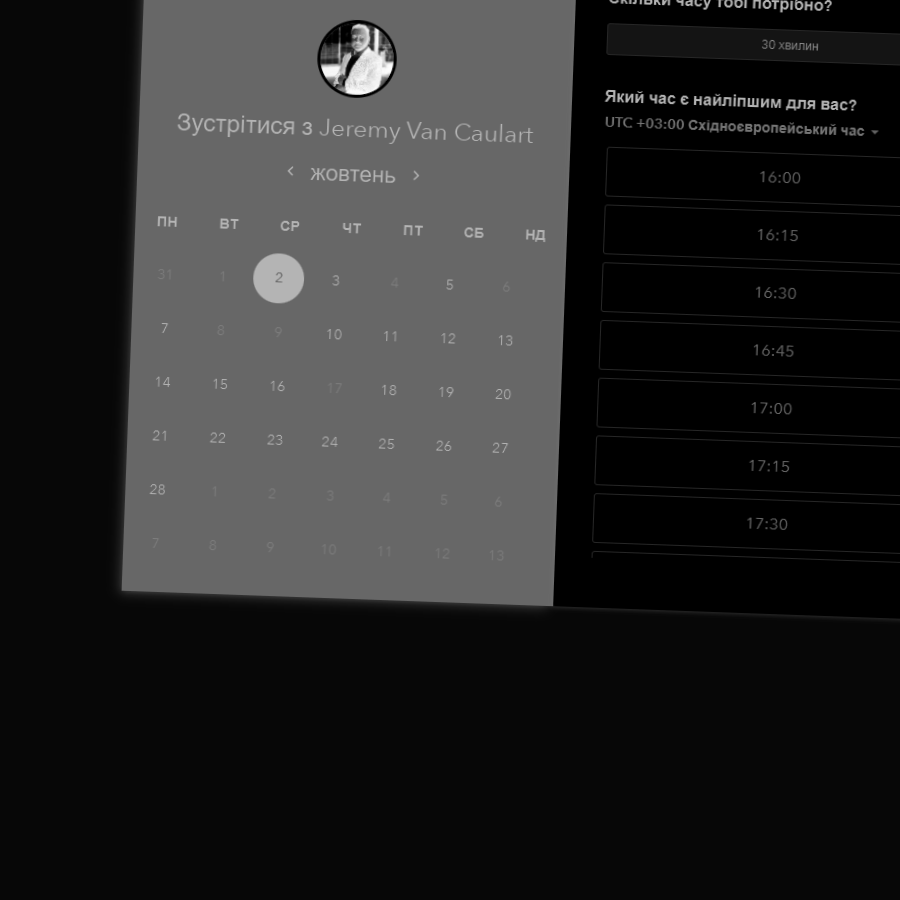 Зустрітися з Jeremy Van Caulart
жовтень
ПН ВТ СР ЧТ ПТ СБ НД
31 1 2 3 4 5 6
7 8 9 10 11 12 13
14 15 16 17 18 19 20
21 22 23 24 25 26 27
28 1 2 3 4 5 6
7 8 9 10 11 12 13
Скільки часу тобі потрібно?
30 хвилин
Який час є найліпшим для вас?
UTC +03:00 Східноєвропейський час
16:00
16:15
16:30
16:45
17:00
17:15
17:30